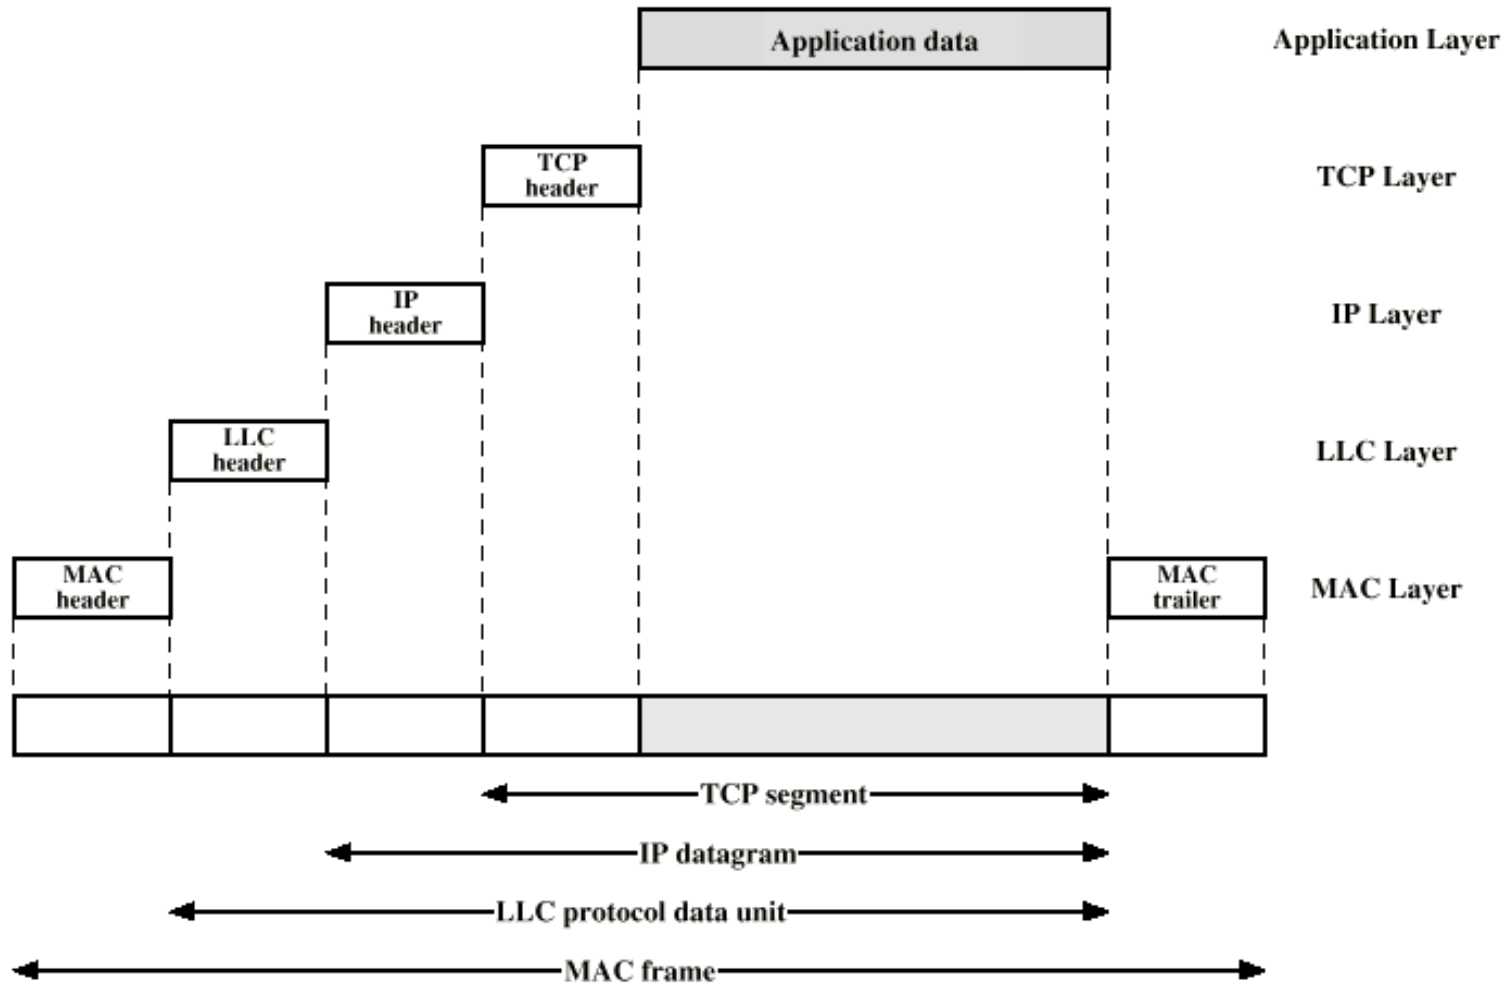 Application data
Application Layer
TCP
header
TCP Layer
IP
header
IP Layer
LLC
header
LLC Layer
MAC
header
MAC
trailer
MAC Layer
TCP segment
IP datagram
LLC protocol data unit
MAC frame